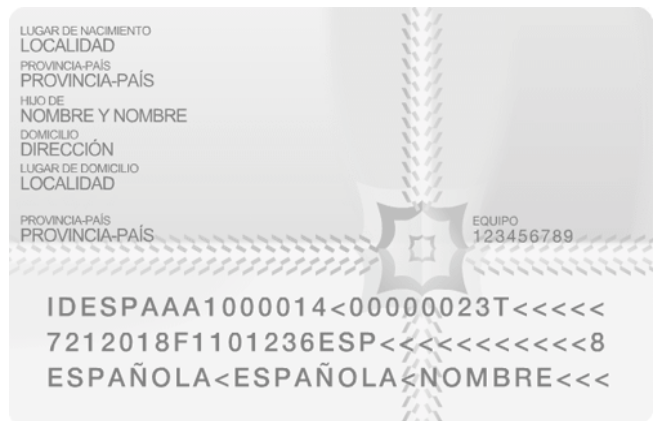 LUGAR DE NACIMIENTO
LOCALIDAD
PROVINCIA-PAÍS
PROVINCIA-PAÍS
HIJO DE
NOMBRE Y NOMBRE
DOMICILIO
DIRECCIÓN
LUGAR DE DOMICILIO
LOCALIDAD
PROVINCIA-PAÍS
PROVINCIA-PAÍS
EQUIPO
123456789
IDESPAAA1000014<00000023T<<<<<
7212018F1101236ESP<<<<<<<<<<<8
ESPAÑOLA<ESPAÑOLA<NOMBRE<<<